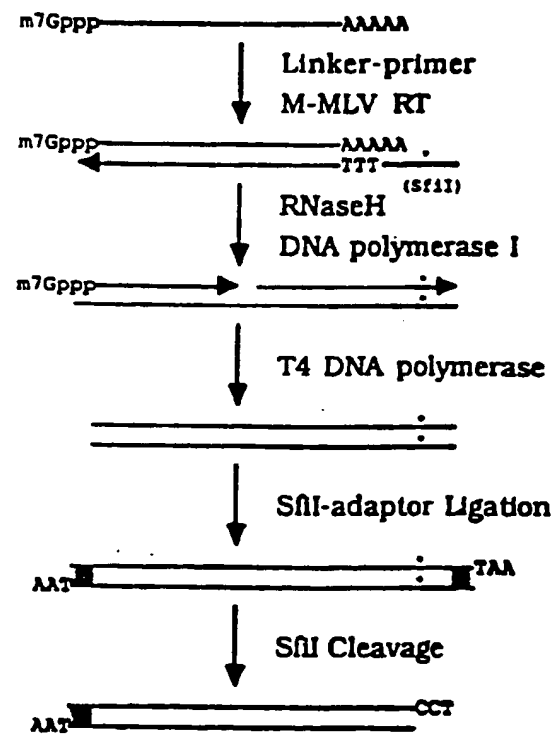 m7Gppp AAAAA
Linker-primer
M-MLV RT
m7Gppp AAAAA
TTT
(SfiI)
RNaseH
DNA polymerase I
m7Gppp
T4 DNA polymerase
SfiI-adaptor Ligation
TAA
AAT
SfiI Cleavage
CCT
AAT